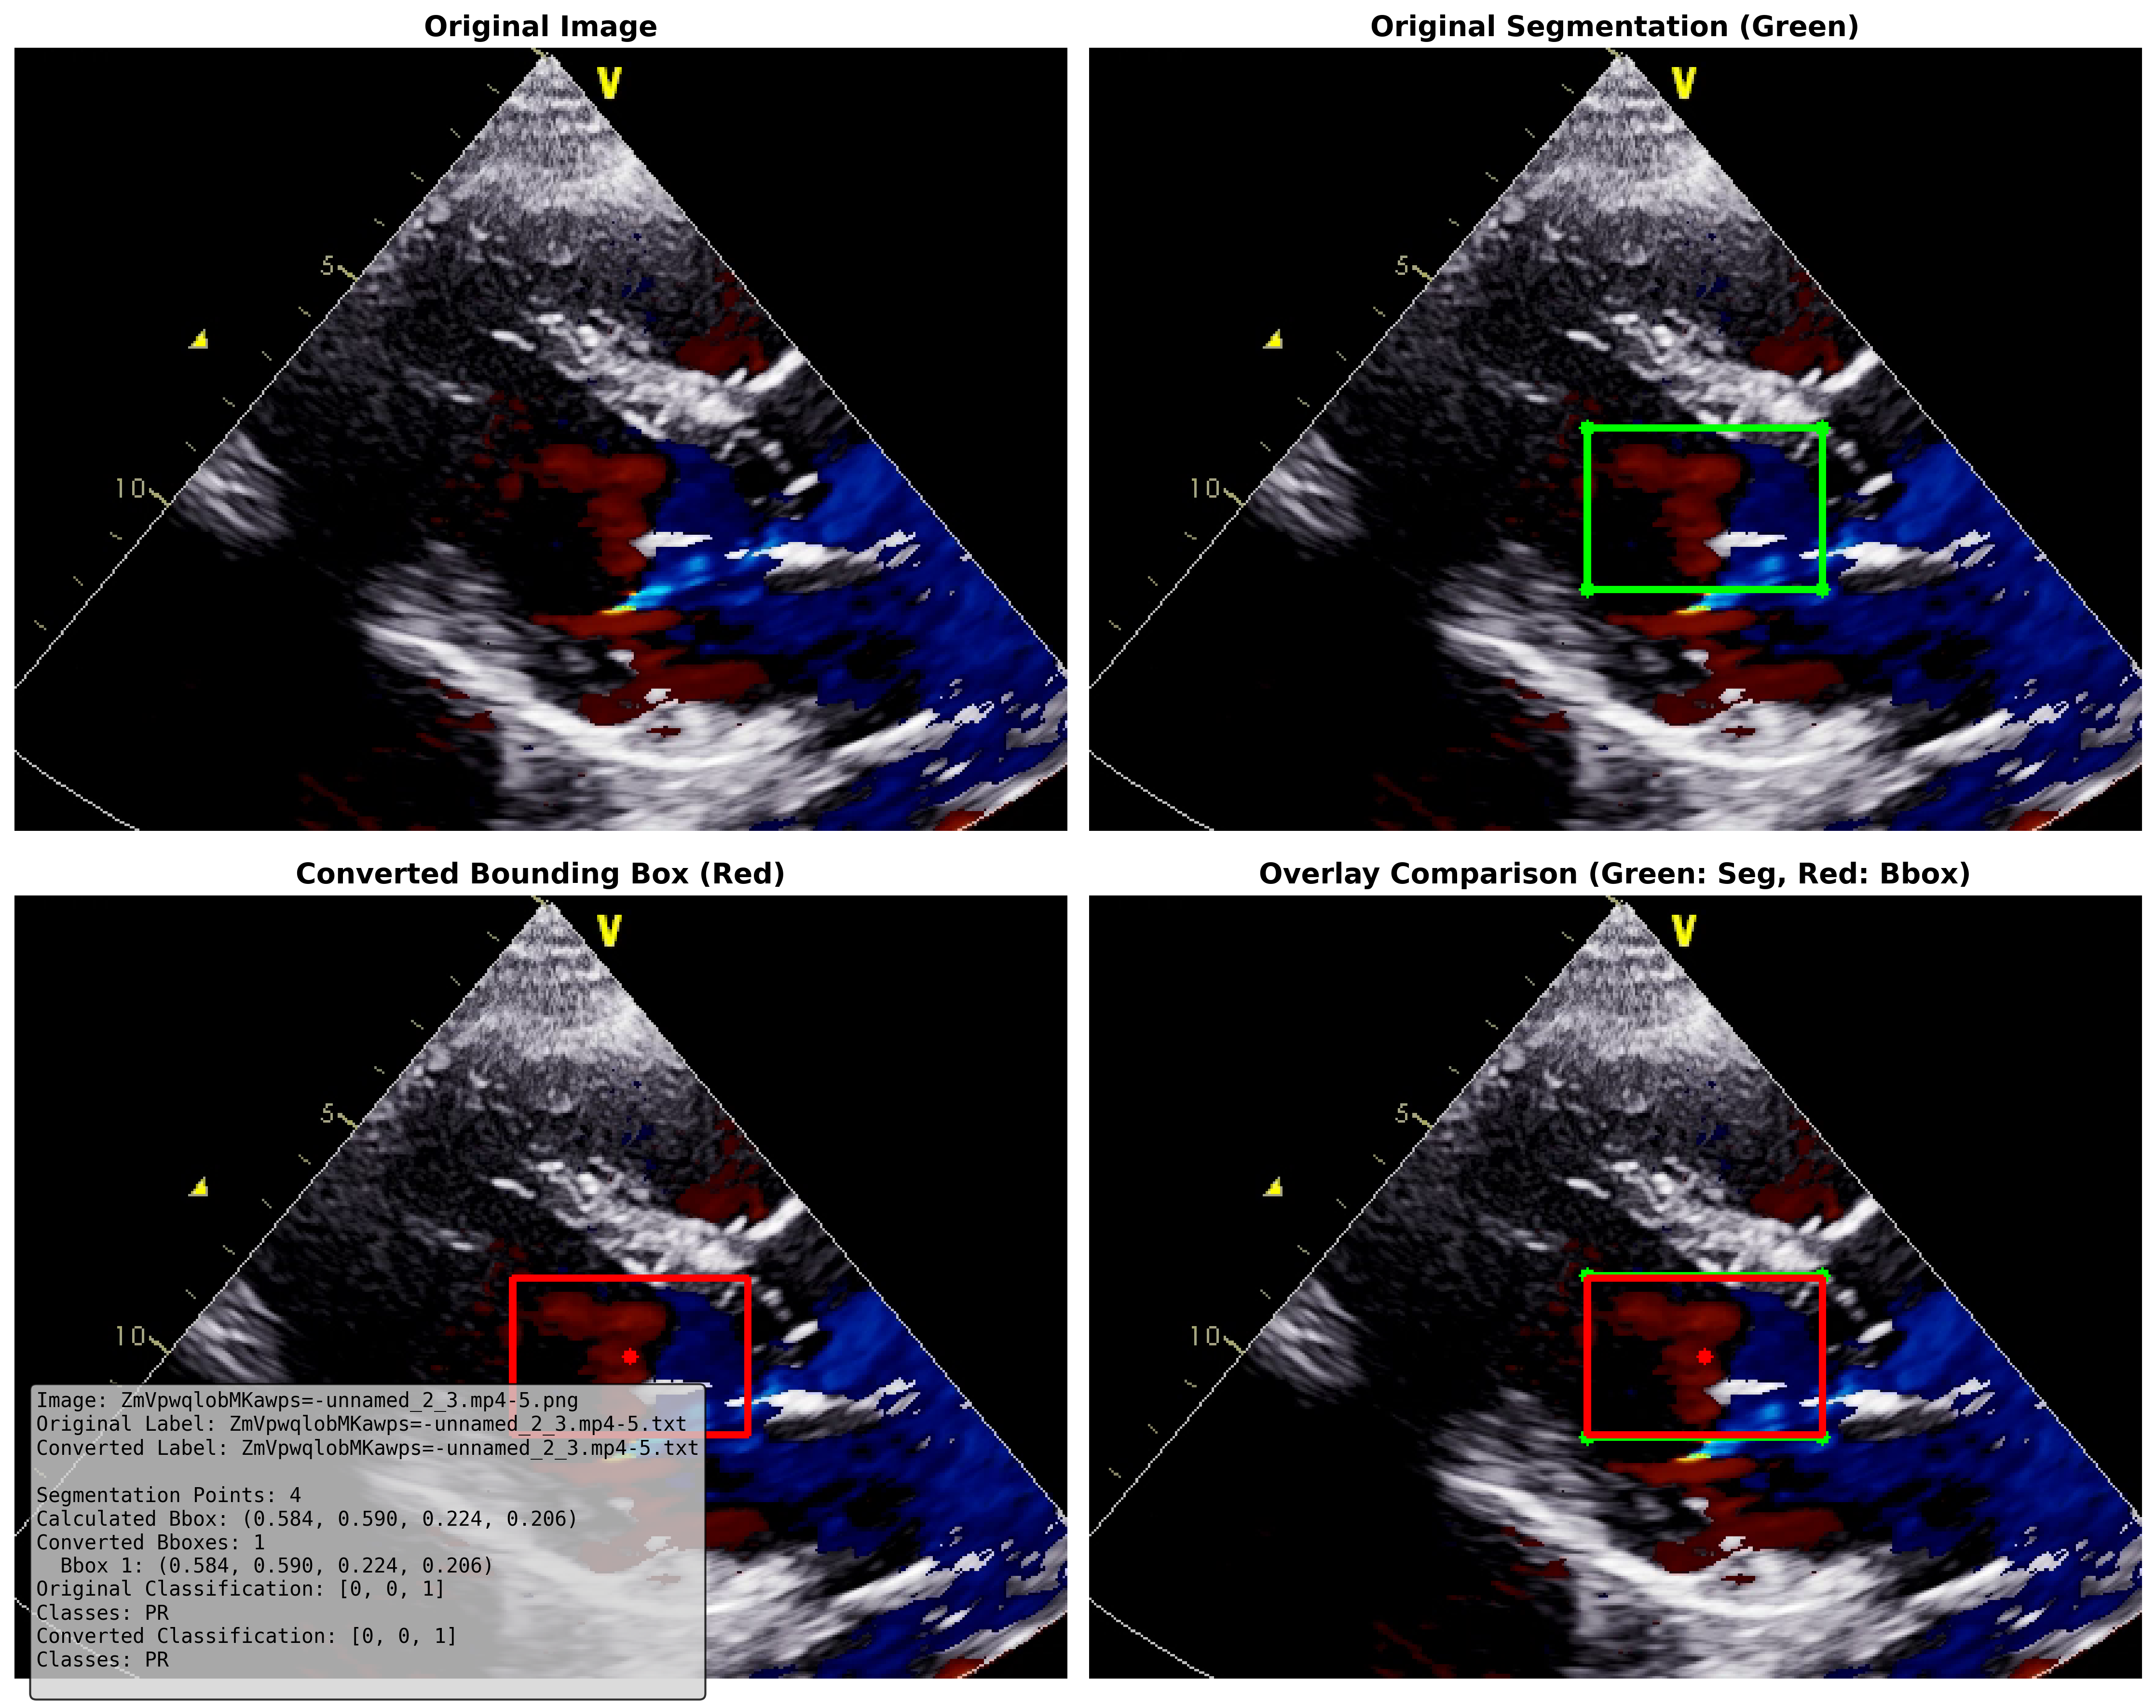 Original Image
Original Segmentation (Green)
V
5
10
V
5
10
Converted Bounding Box (Red)
Overlay Comparison (Green: Seg, Red: Bbox)
V
5
10
V
5
10
Image: ZmVpwqlobMKawps=-unnamed_2_3.mp4-5.png
Original Label: ZmVpwqlobMKawps=-unnamed_2_3.mp4-5.txt
Converted Label: ZmVpwqlobMKawps=-unnamed_2_3.mp4-5.txt
Segmentation Points: 4
Calculated Bbox: (0.584, 0.590, 0.224, 0.206)
Converted Bboxes: 1
Bbox 1: (0.584, 0.590, 0.224, 0.206)
Original Classification: [0, 0, 1]
Classes: PR
Converted Classification: [0, 0, 1]
Classes: PR